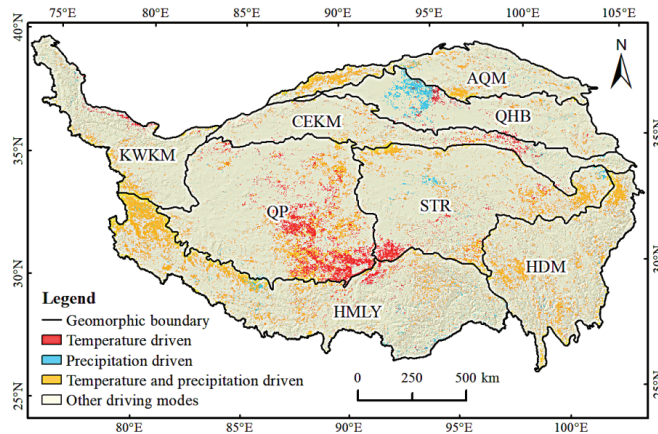 75°E 80°E 85°E 90°E 95°E 100°E 105°E
40°N
N
AQM
CEKM
QHB
35°N
KWKM
QP
STR
30°N
HDM
HMLY
Legend
Geomorphic boundary
Temperature driven
Precipitation driven
Temperature and precipitation driven
Other driving modes
0 250 500 km
25°N
80°E 85°E 90°E 95°E 100°E